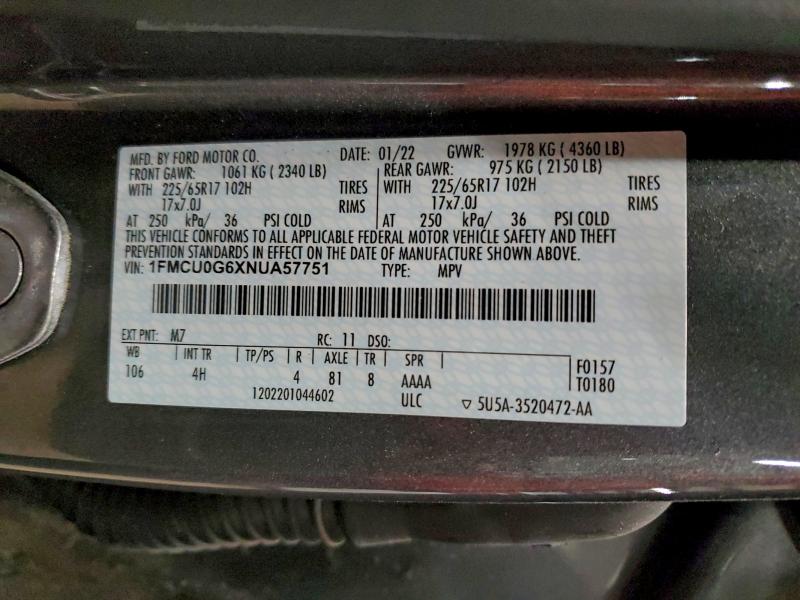 MFD. BY FORD MOTOR CO. DATE: 01/22 GVWR: 1978 KG ( 4360 LB)
FRONT GAWR: 1061 KG ( 2340 LB) REAR GAWR: 975 KG ( 2150 LB)
WITH 225/65R17 102H TIRES WITH 225/65R17 102H TIRES
17x7.0J RIMS 17x7.0J RIMS
AT 250 kPa/ 36 PSI COLD AT 250 kPa/ 36 PSI COLD
THIS VEHICLE CONFORMS TO ALL APPLICABLE FEDERAL MOTOR VEHICLE SAFETY AND THEFT
PREVENTION STANDARDS IN EFFECT ON THE DATE OF MANUFACTURE SHOWN ABOVE.
VIN: 1FMCU0G6XNUA57751 TYPE: MPV
EXT PNT: M7 RC: 11 DSO:
WB INT TR TP/PS R AXLE TR SPR F0157
106 4H 4 81 8 AAAA T0180
1202201044602 ULC ▽ 5U5A-3520472-AA